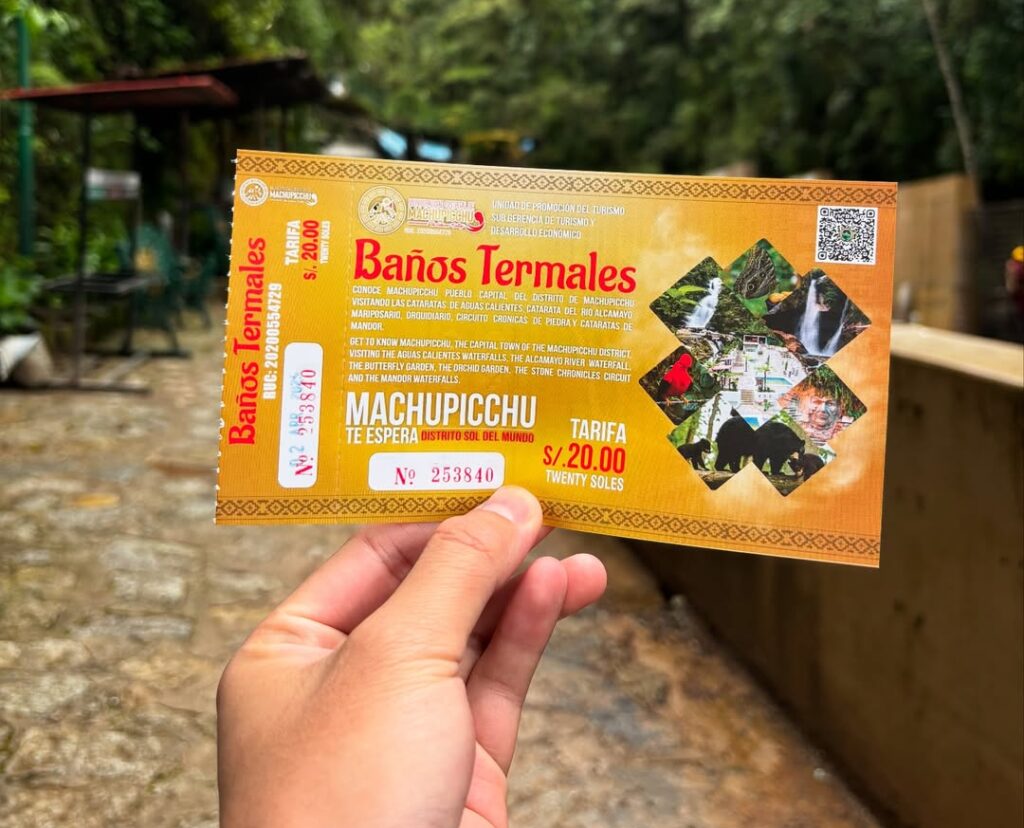 MACHUPICCHU
Baños Termales
RUC: 20200554729
TARIFA
S/. 20.00
TWENTY SOLES
Nº 253840
MACHUPICCHU
UNIDAD DE PROMOCIÓN DEL TURISMO
SUB GERENCIA DE TURISMO Y
DESARROLLO ECONÓMICO
Baños Termales
CONOCE MACHUPICCHU PUEBLO CAPITAL DEL DISTRITO DE MACHUPICCHU
VISITANDO LAS CATARATAS DE AGUAS CALIENTES, CATARATA DEL RIO ALCAMAYO
MARIPOSARIO, ORQUIDIARIO, CIRCUITO CRONICAS DE PIEDRA Y CATARATAS DE
MANDOR.
GET TO KNOW MACHUPICCHU, THE CAPITAL TOWN OF THE MACHUPICCHU DISTRICT,
VISITING THE AGUAS CALIENTES WATERFALLS, THE ALCAMAYO RIVER WATERFALL,
THE BUTTERFLY GARDEN, THE ORCHID GARDEN, THE STONE CHRONICLES CIRCUIT
AND THE MANDOR WATERFALLS.
MACHUPICCHU
TE ESPERA DISTRITO SOL DEL MUNDO
Nº 253840
TARIFA
S/.20.00
TWENTY SOLES